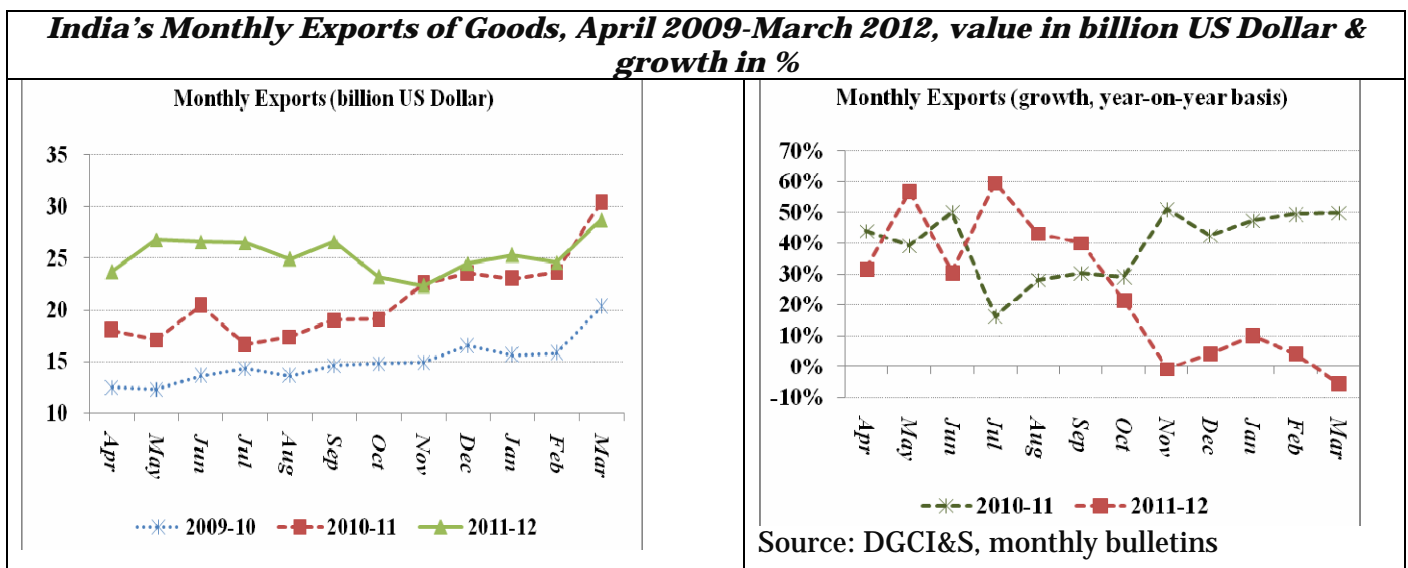 India's Monthly Exports of Goods, April 2009-March 2012, value in billion US Dollar &
growth in %
Monthly Exports (billion US Dollar)
35
30
25
20
15
10
Apr
May
Jun
Jul
Aug
Sep
Oct
Nov
Dec
Jan
Feb
Mar
2009-10
2010-11
2011-12
Monthly Exports (growth, year-on-year basis)
70%
60%
50%
40%
30%
20%
10%
0%
-10%
Apr
May
Jun
Jul
Aug
Sep
Oct
Nov
Dec
Jan
Feb
Mar
2010-11
2011-12
Source: DGCI&S, monthly bulletins